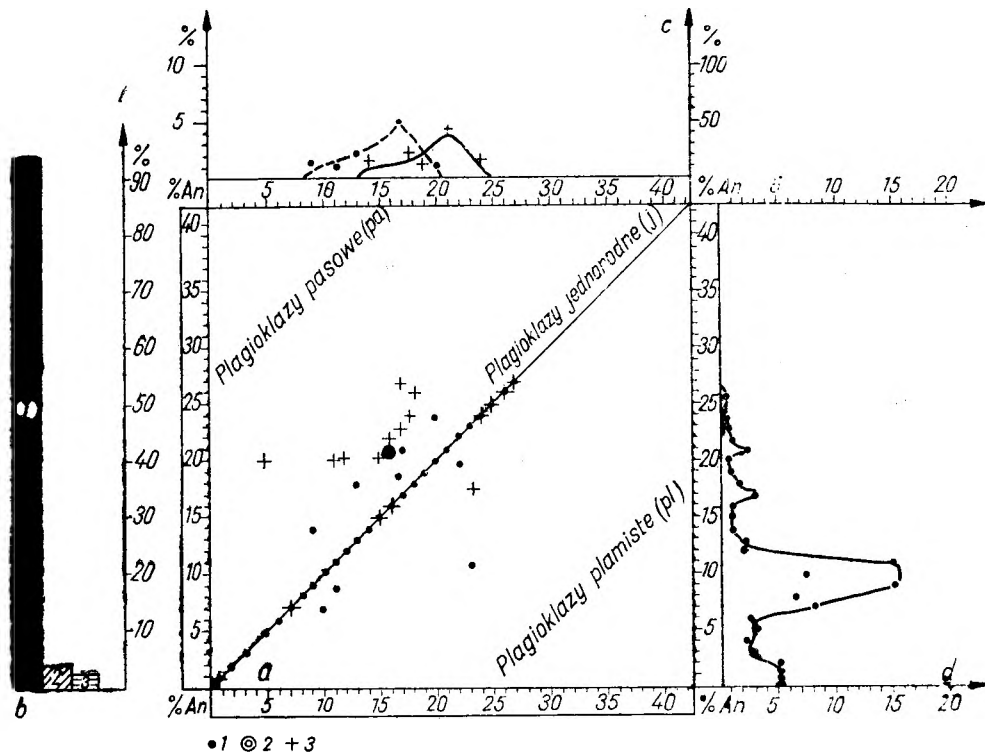 % c %
10 100
t
% 5 50
90 %An 5 10 15 20 25 30 35 40 %An 5 10 15 20
80 40 Plagioklazy pasowe (pa) Plagioklazy jednorodne (j) 40
70 35 35
60 30 30
50 25 25
40 20 20
30 15 15
20 10 10
10 5 Plagioklazy plamiste (pl) 5
2 3 a d
b %An 5 10 15 20 25 30 35 40 %An 5 10 15 20
● 1 ◎ 2 + 3